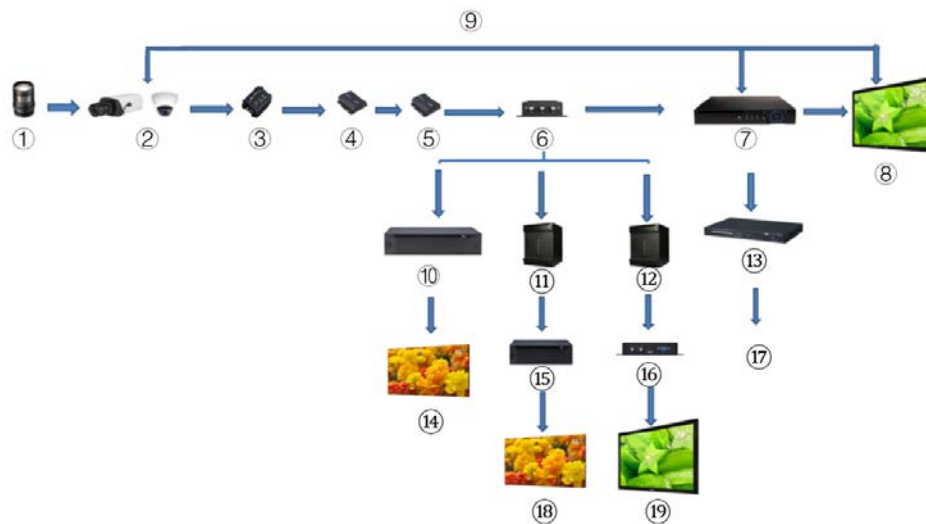 ⑨
① ② ③ ④ ⑤ ⑥ ⑦ ⑧
⑩ ⑪ ⑫ ⑬
⑭ ⑮ ⑯ ⑰
⑱ ⑲